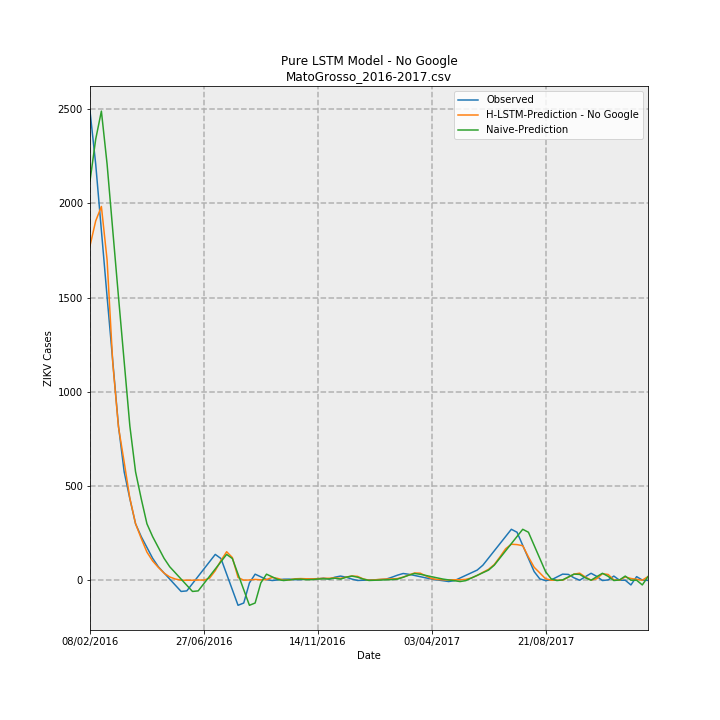 Pure LSTM Model - No Google
MatoGrosso_2016-2017.csv
Observed
H-LSTM-Prediction - No Google
Naive-Prediction
2500
2000
1500
1000
500
0
ZIKV Cases
08/02/2016
27/06/2016
14/11/2016
03/04/2017
21/08/2017
Date